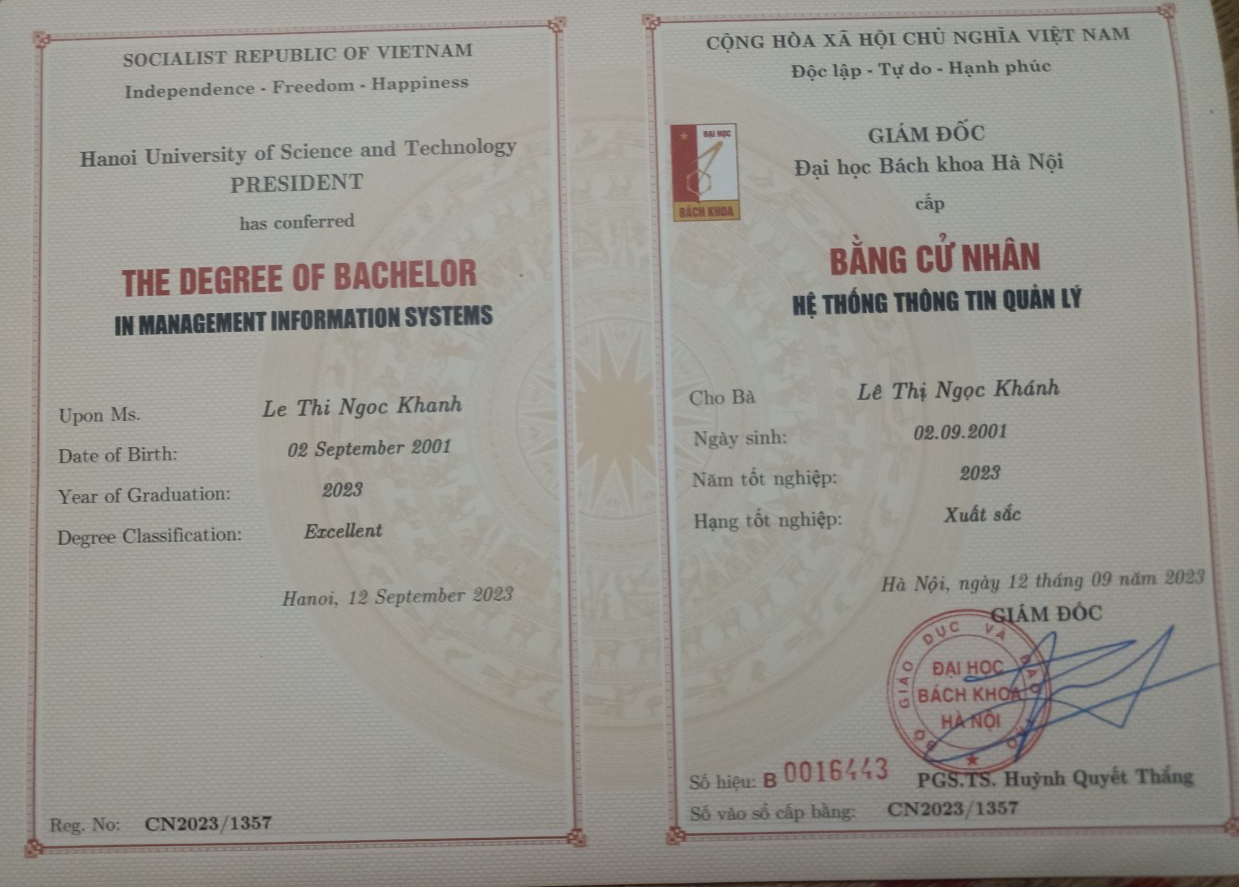 SOCIALIST REPUBLIC OF VIETNAM
Independence - Freedom - Happiness
Hanoi University of Science and Technology
PRESIDENT
has conferred
THE DEGREE OF BACHELOR
IN MANAGEMENT INFORMATION SYSTEMS
Upon Ms. Le Thi Ngoc Khanh
Date of Birth: 02 September 2001
Year of Graduation: 2023
Degree Classification: Excellent
Hanoi, 12 September 2023
Reg. No: CN2023/1357
CỘNG HÒA XÃ HỘI CHỦ NGHĨA VIỆT NAM
Độc lập - Tự do - Hạnh phúc
ĐẠI HỌC
BÁCH KHOA
GIÁM ĐỐC
Đại học Bách khoa Hà Nội
cấp
BẰNG CỬ NHÂN
HỆ THỐNG THÔNG TIN QUẢN LÝ
Cho Bà Lê Thị Ngọc Khánh
Ngày sinh: 02.09.2001
Năm tốt nghiệp: 2023
Hạng tốt nghiệp: Xuất sắc
Hà Nội, ngày 12 tháng 09 năm 2023
GIÁM ĐỐC
BỘ GIÁO DỤC VÀ ĐÀO TẠO
ĐẠI HỌC
BÁCH KHOA
HÀ NỘI
Số hiệu: B 0016443
PGS.TS. Huỳnh Quyết Thắng
Số vào sổ cấp bằng: CN2023/1357